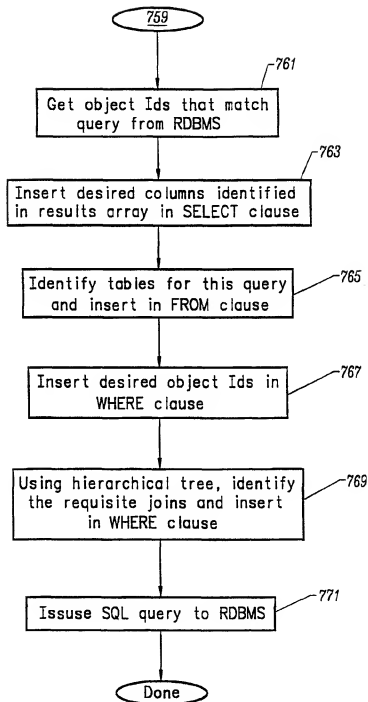 759
761
Get object Ids that match
query from RDBMS
763
Insert desired columns identified
in results array in SELECT clause
765
Identify tables for this query
and insert in FROM clause
767
Insert desired object Ids in
WHERE clause
769
Using hierarchical tree, identify
the requisite joins and insert
in WHERE clause
771
Issuse SQL query to RDBMS
Done